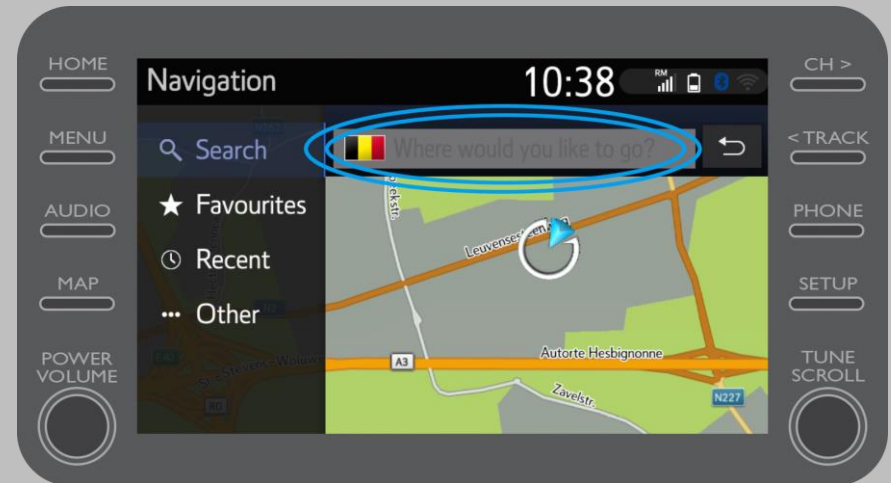 HOME
MENU
AUDIO
MAP
POWER
VOLUME
Navigation
10:38
RM
Search
Where would you like to go?
Favourites
Recent
Other
Autorte Hesbignonne
A3
Zavelstr.
N227
CH >
< TRACK
PHONE
SETUP
TUNE
SCROLL